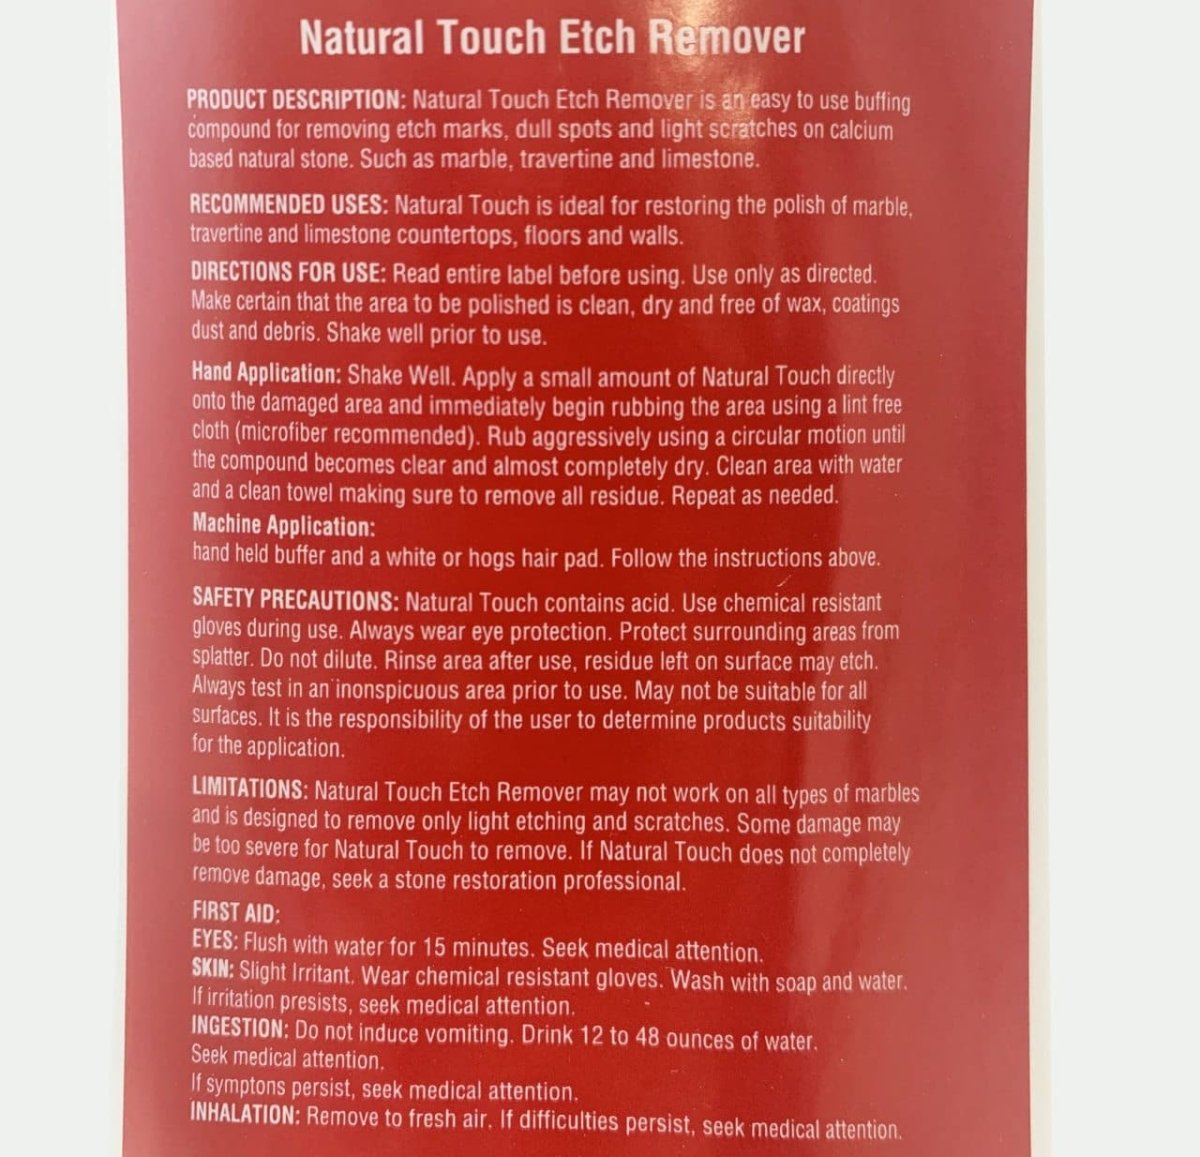 Natural Touch Etch Remover
PRODUCT DESCRIPTION: Natural Touch Etch Remover is an easy to use buffing
compound for removing etch marks, dull spots and light scratches on calcium
based natural stone. Such as marble, travertine and limestone.
RECOMMENDED USES: Natural Touch is ideal for restoring the polish of marble,
travertine and limestone countertops, floors and walls.
DIRECTIONS FOR USE: Read entire label before using. Use only as directed.
Make certain that the area to be polished is clean, dry and free of wax, coatings
dust and debris. Shake well prior to use.
Hand Application: Shake Well. Apply a small amount of Natural Touch directly
onto the damaged area and immediately begin rubbing the area using a lint free
cloth (microfiber recommended). Rub aggressively using a circular motion until
the compound becomes clear and almost completely dry. Clean area with water
and a clean towel making sure to remove all residue. Repeat as needed.
Machine Application:
hand held buffer and a white or hogs hair pad. Follow the instructions above.
SAFETY PRECAUTIONS: Natural Touch contains acid. Use chemical resistant
gloves during use. Always wear eye protection. Protect surrounding areas from
splatter. Do not dilute. Rinse area after use, residue left on surface may etch.
Always test in an inonspicuous area prior to use. May not be suitable for all
surfaces. It is the responsibility of the user to determine products suitability
for the application.
LIMITATIONS: Natural Touch Etch Remover may not work on all types of marbles
and is designed to remove only light etching and scratches. Some damage may
be too severe for Natural Touch to remove. If Natural Touch does not completely
remove damage, seek a stone restoration professional.
FIRST AID:
EYES: Flush with water for 15 minutes. Seek medical attention.
SKIN: Slight Irritant. Wear chemical resistant gloves. Wash with soap and water.
If irritation presists, seek medical attention.
INGESTION: Do not induce vomiting. Drink 12 to 48 ounces of water.
Seek medical attention.
If symptons persist, seek medical attention.
INHALATION: Remove to fresh air. If difficulties persist, seek medical attention.